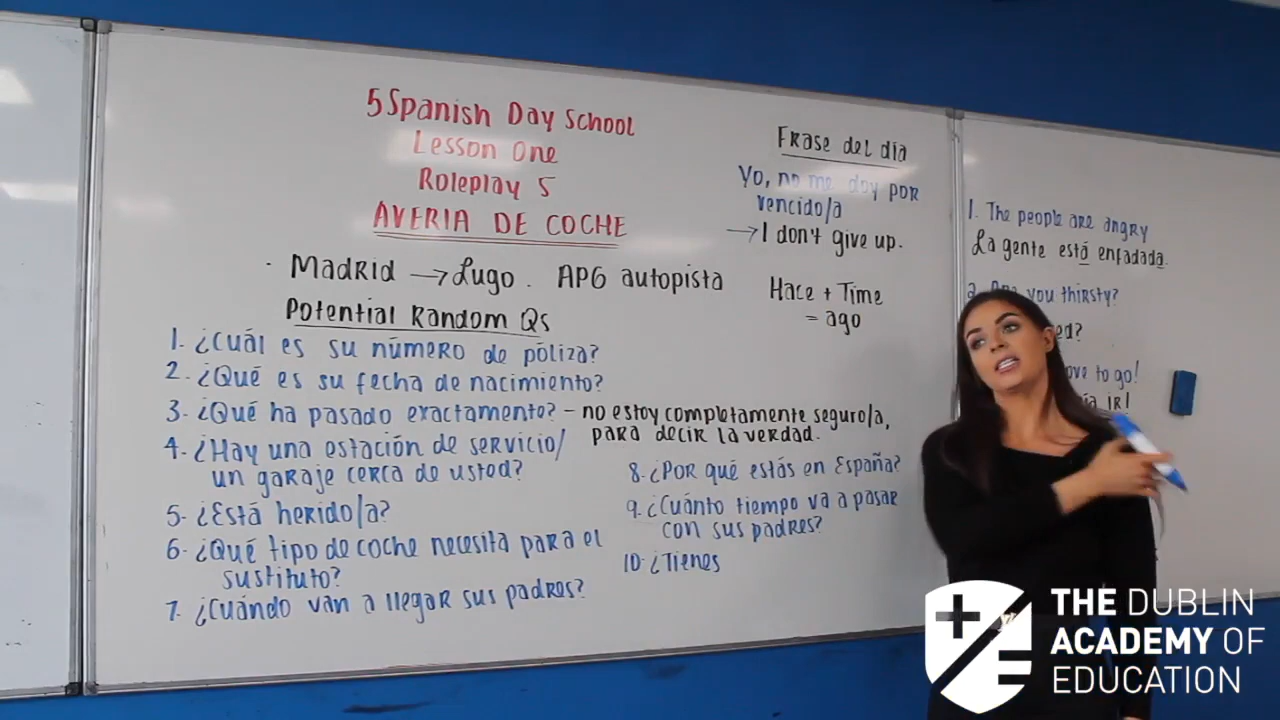 5 Spanish Day School
Lesson One
Roleplay 5
AVERIA DE COCHE
· Madrid → Lugo. AP6 autopista
Potential Random Qs
1. ¿Cuál es su número de póliza?
2. ¿Qué es su fecha de nacimiento?
3. ¿Qué ha pasado exactamente? - no estoy completamente seguro/a,
para decir la verdad.
4. ¿Hay una estación de servicio/
un garaje cerca de usted?
5. ¿Está herido/a?
6. ¿Qué tipo de coche necesita para el
sustituto?
7. ¿Cuándo van a llegar sus padres?
8. ¿Por qué estás en España?
9. ¿Cuánto tiempo va a pasar
con sus padres?
10. ¿Tienes
Frase del día
Yo, no me doy por
vencido/a
→ I don't give up.
Hace + Time
= ago
1. The people are angry
La gente está enfadada.
2. you thirsty?
to go!
ir!
THE DUBLIN
ACADEMY OF
EDUCATION